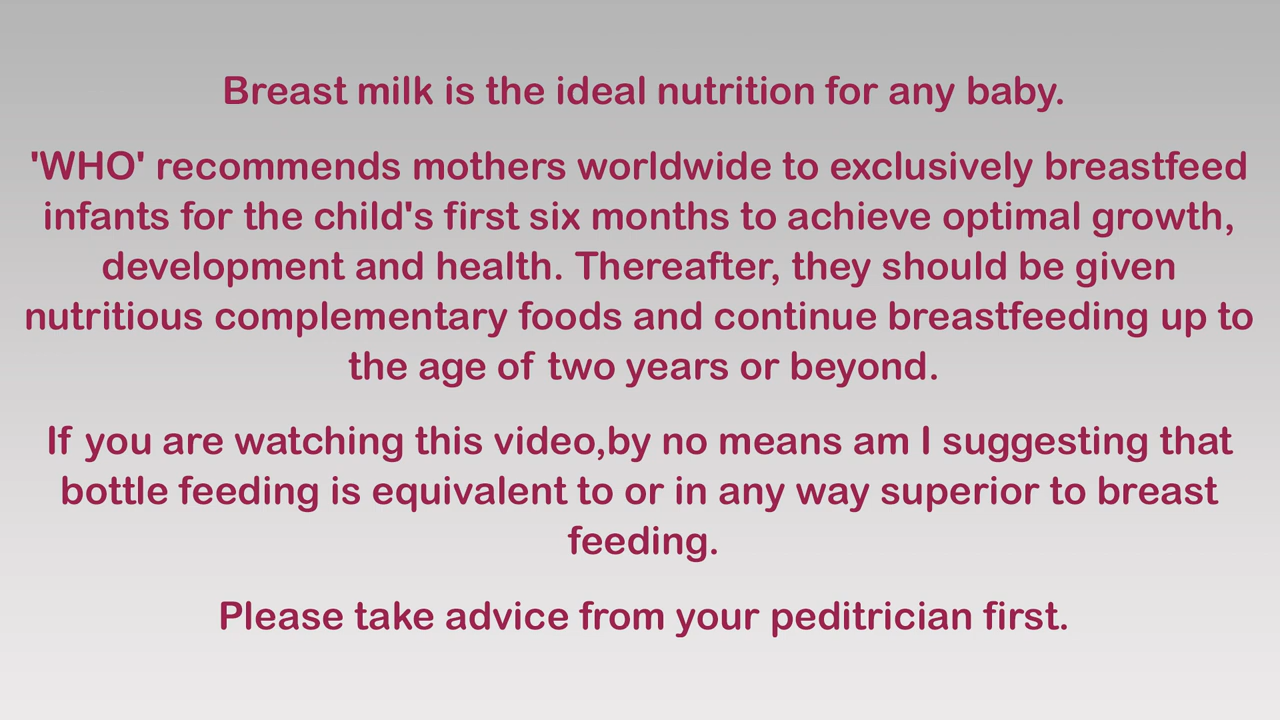 Breast milk is the ideal nutrition for any baby.
'WHO' recommends mothers worldwide to exclusively breastfeed
infants for the child's first six months to achieve optimal growth,
development and health. Thereafter, they should be given
nutritious complementary foods and continue breastfeeding up to
the age of two years or beyond.
If you are watching this video,by no means am I suggesting that
bottle feeding is equivalent to or in any way superior to breast
feeding.
Please take advice from your peditrician first.